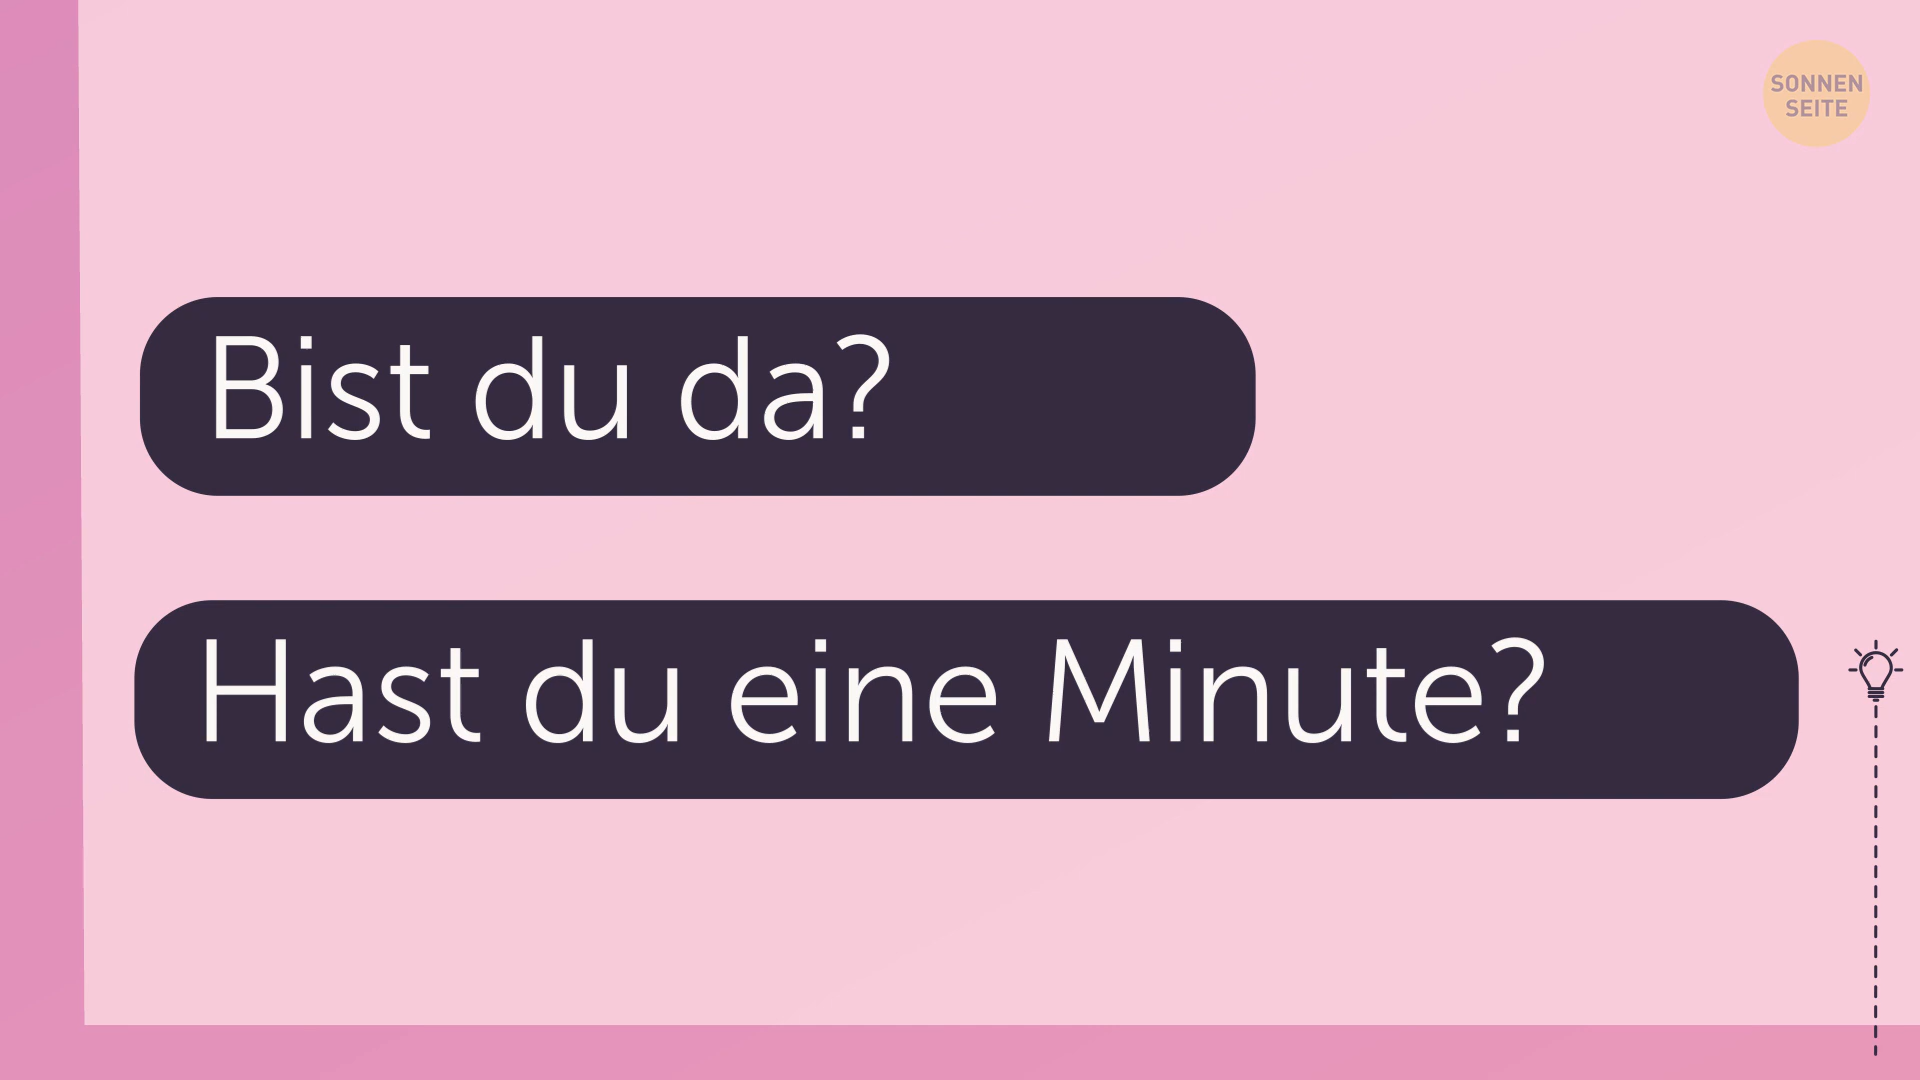 SONNEN
SEITE
Bist du da?
Hast du eine Minute?